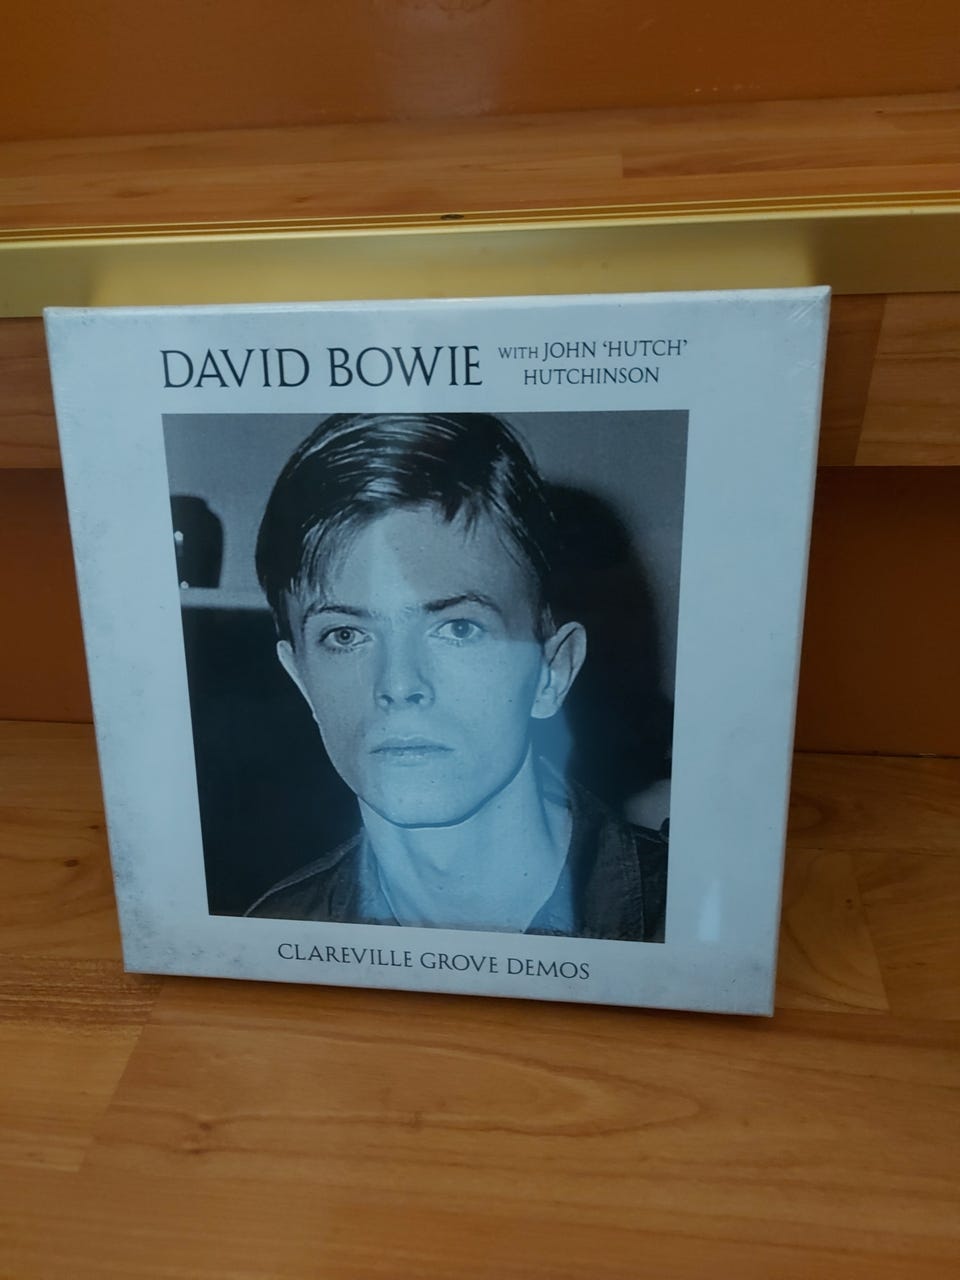 DAVID BOWIE WITH JOHN ‘HUTCH’
HUTCHINSON
CLAREVILLE GROVE DEMOS